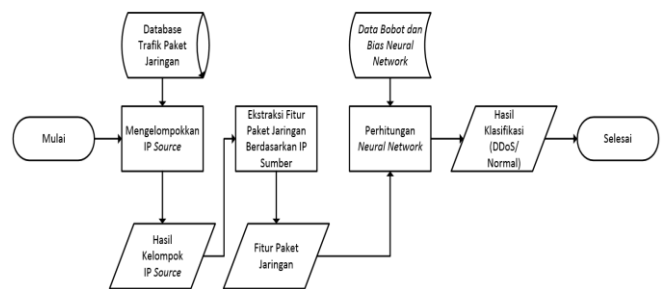 Database
Trafik Paket
Jaringan
Data Bobot dan
Bias Neural
Network
Mulai
Mengelompokkan
IP Source
Ekstraksi Fitur
Paket Jaringan
Berdasarkan IP
Sumber
Perhitungan
Neural Network
Hasil
Klasifikasi
(DDoS/
Normal)
Selesai
Hasil
Kelompok
IP Source
Fitur Paket
Jaringan